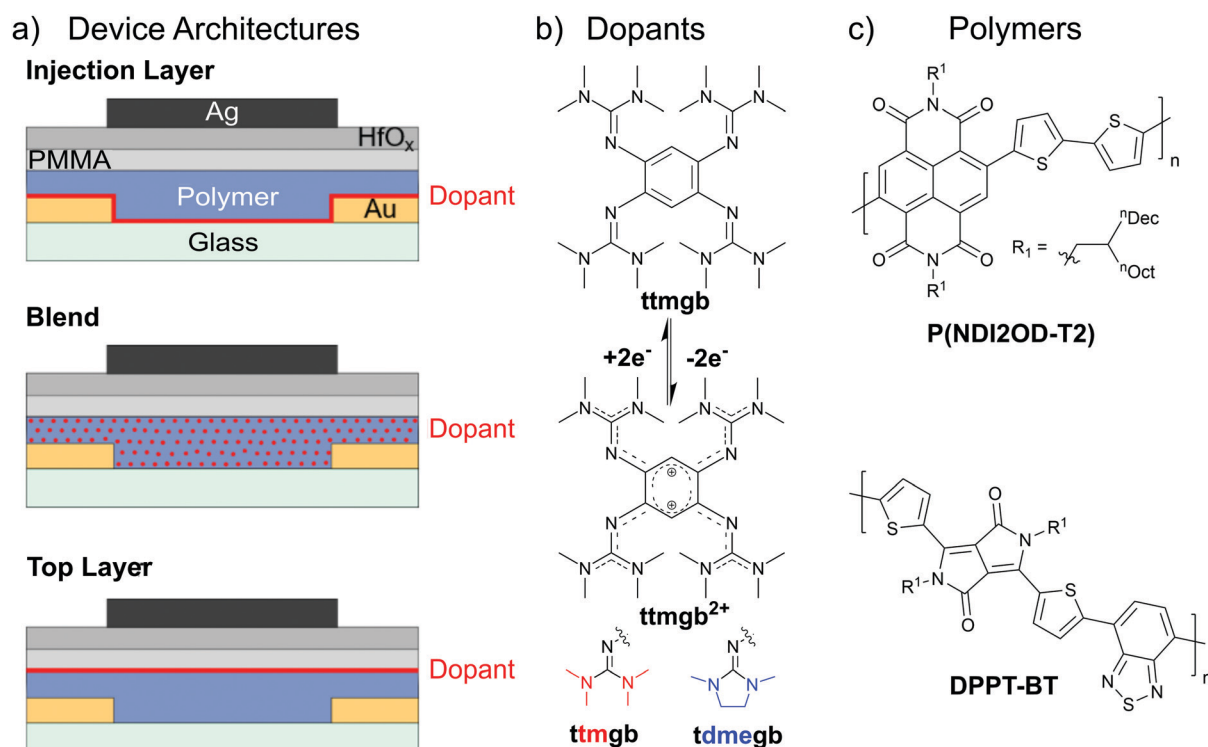 a) Device Architectures
Injection Layer
Ag
HfOx
PMMA
Polymer
Dopant
Au
Glass
Blend
Dopant
Top Layer
Dopant
b) Dopants
N N N N
N N
N N
N N N N
ttmgb
+2e- -2e-
N N N N
N N
⊕
⊕
N N
N N N N
ttmgb2+
N N
N N N N
ttmgb tdmegb
c) Polymers
R1
O N O
S
S
n
O N O
R1
R1 =
nDec
nOct
P(NDI2OD-T2)
S
O
N R1
R1 N
O
S
N S N
n
DPPT-BT